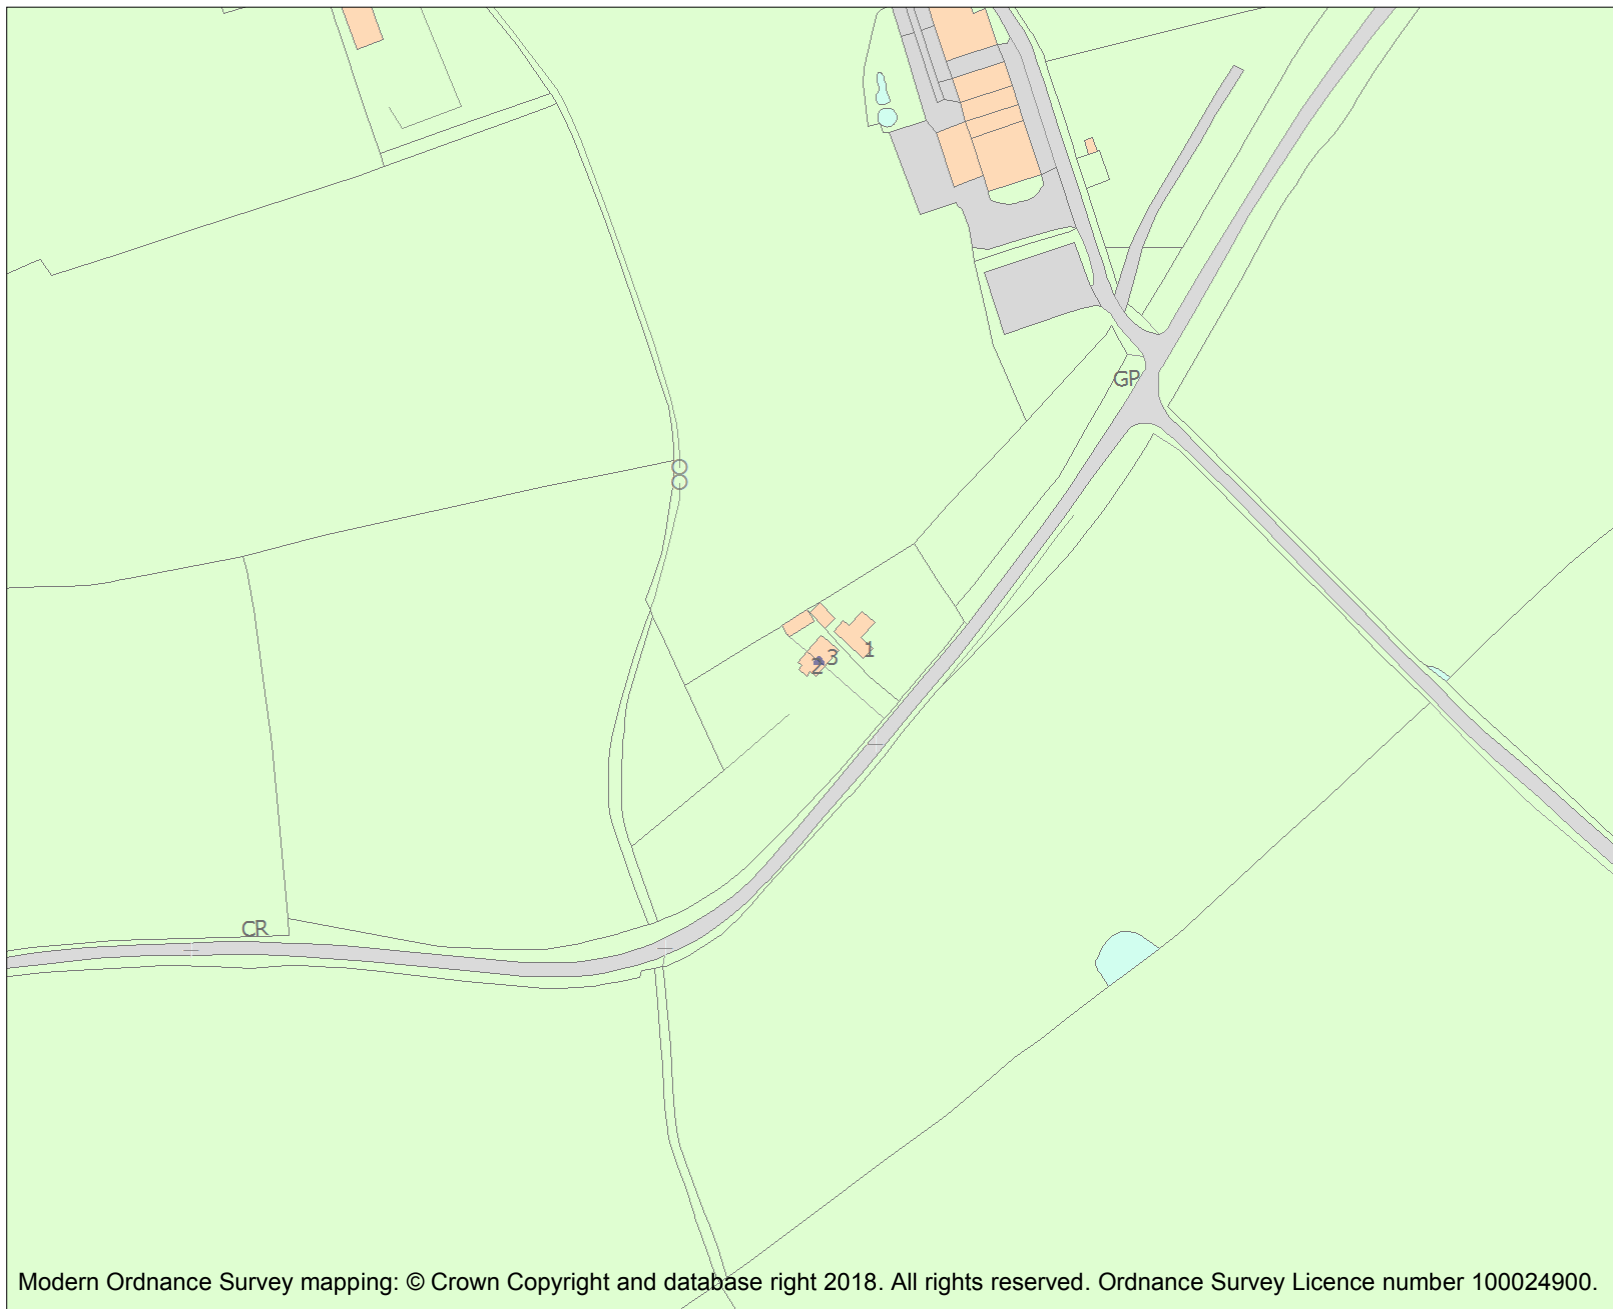 GP
3
1
2
CR
Modern Ordnance Survey mapping: © Crown Copyright and database right 2018. All rights reserved. Ordnance Survey Licence number 100024900.